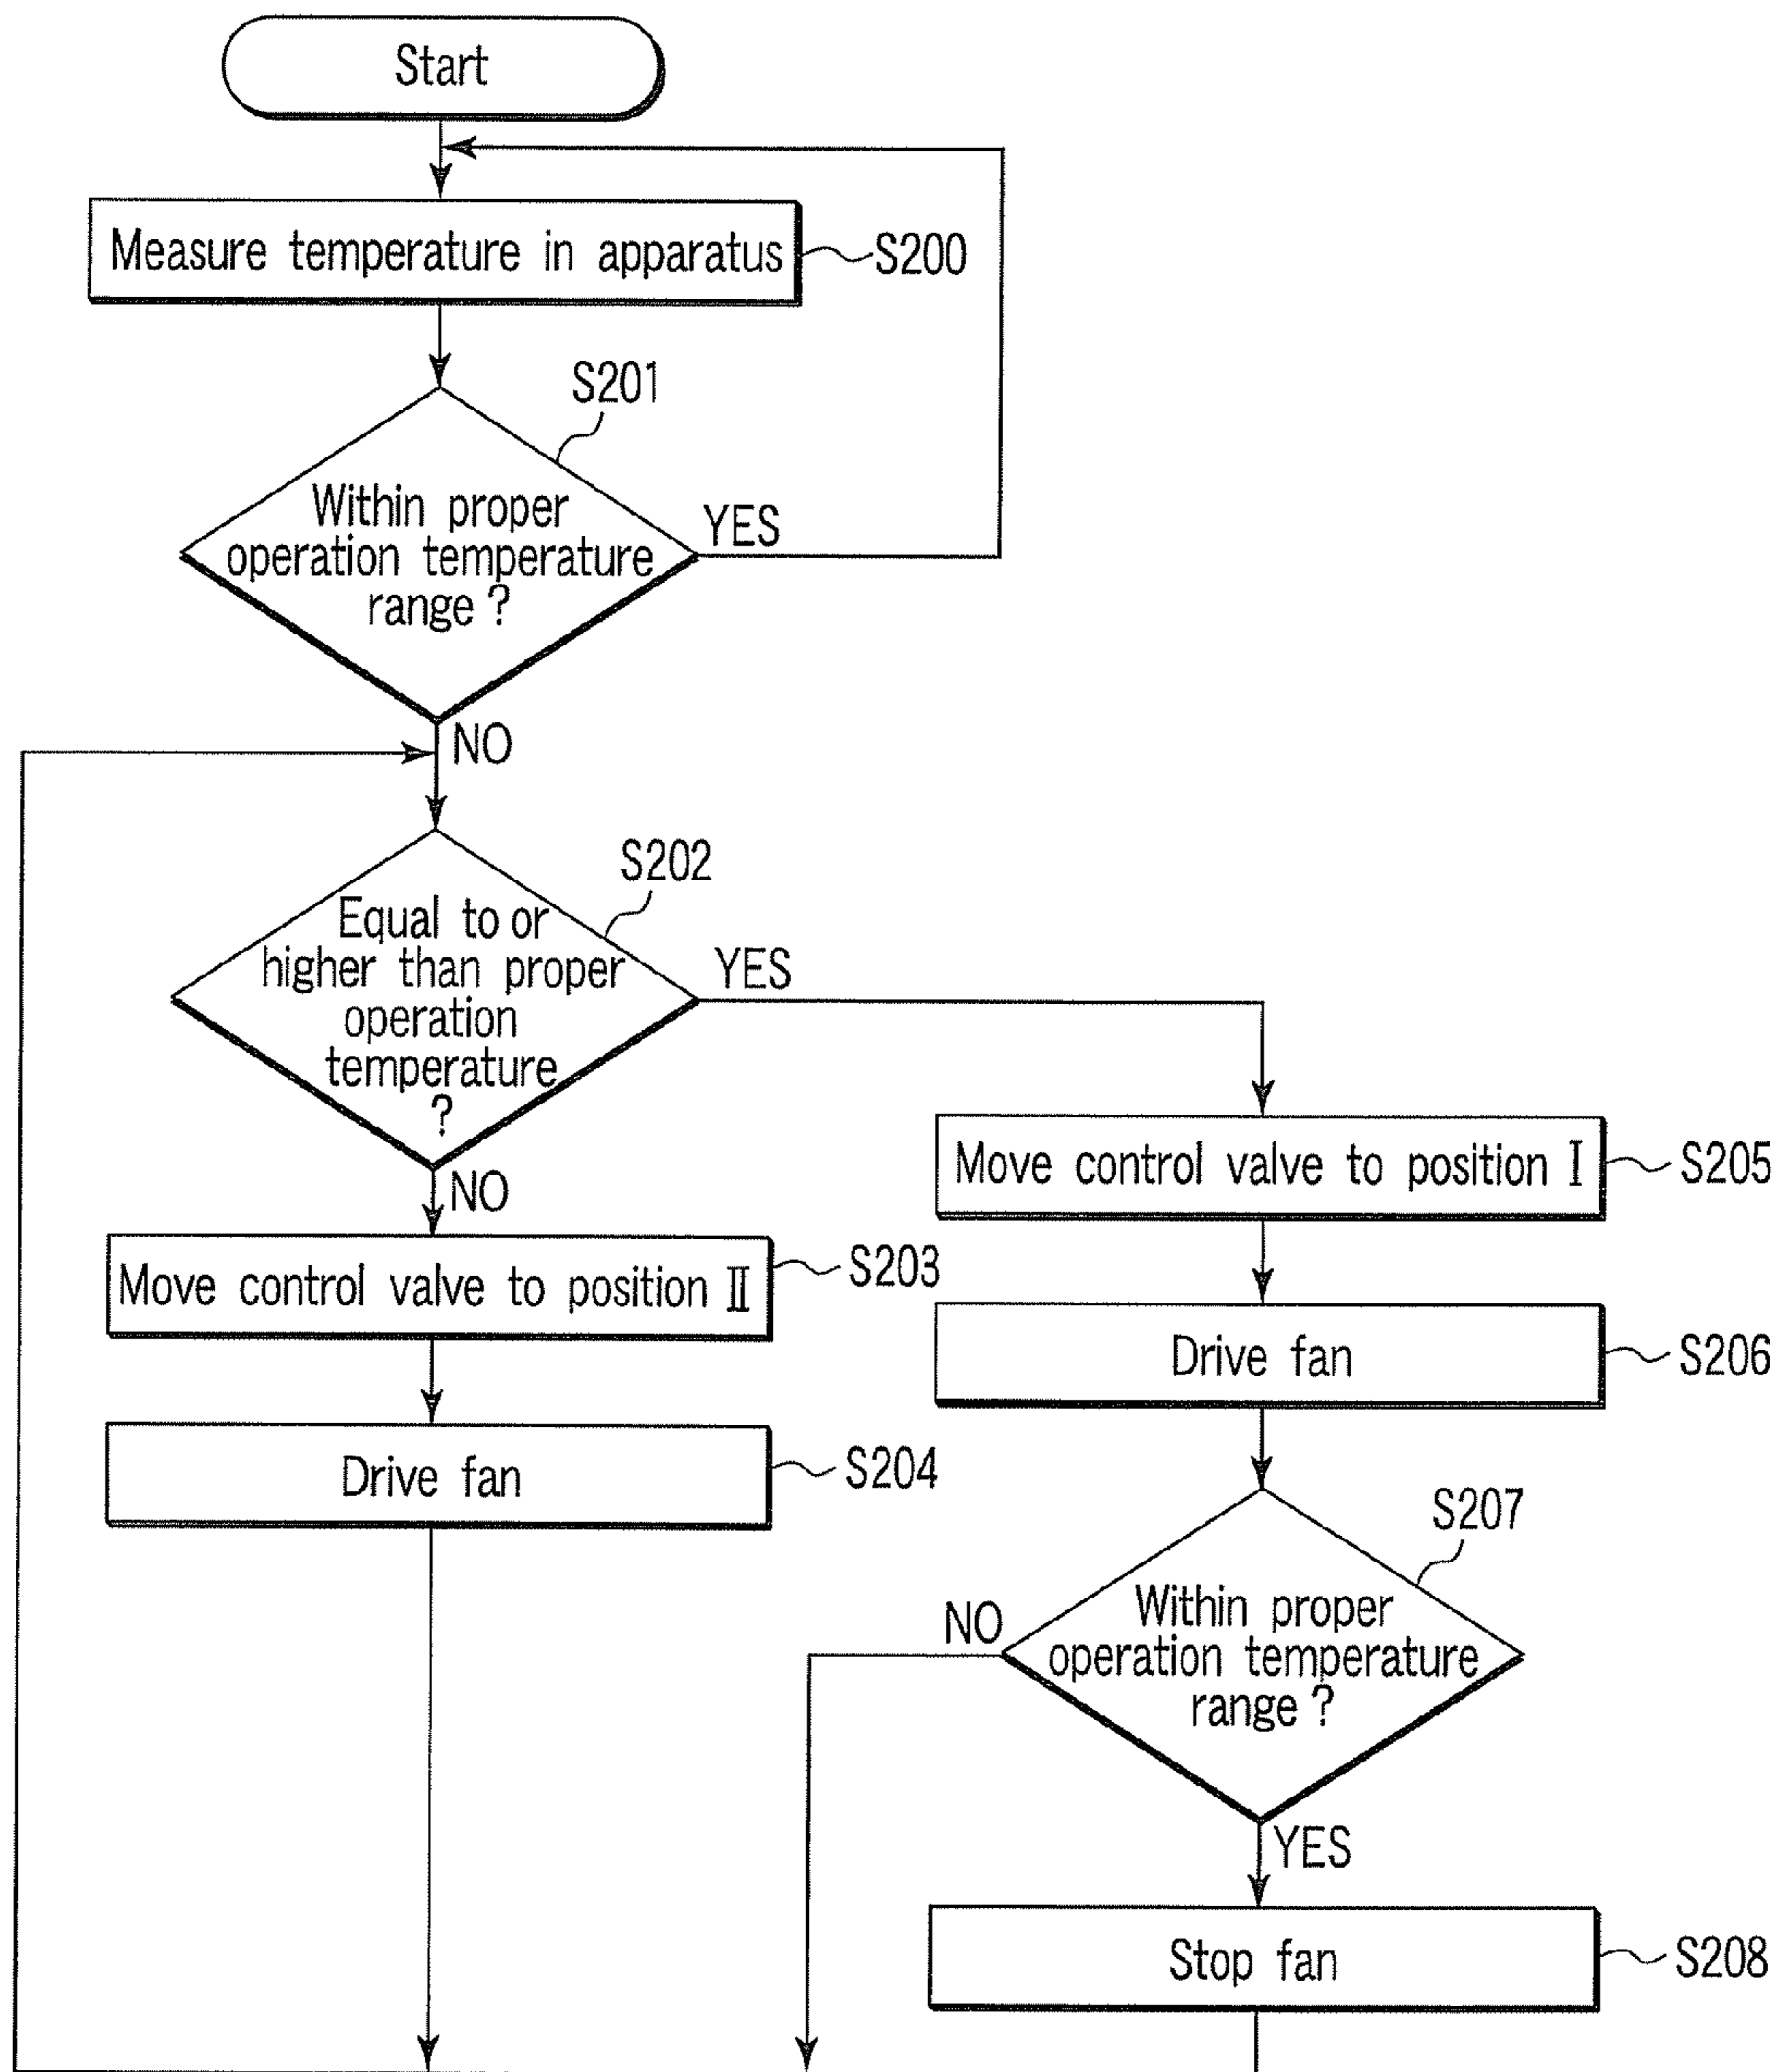 Start
Measure temperature in apparatus
S200
S201
Within proper
operation temperature
range ?
YES
NO
S202
Equal to or
higher than proper
operation
temperature
?
YES
NO
Move control valve to position II
S203
Drive fan
S204
Move control valve to position I
S205
Drive fan
S206
S207
Within proper
operation temperature
range ?
NO
YES
Stop fan
S208